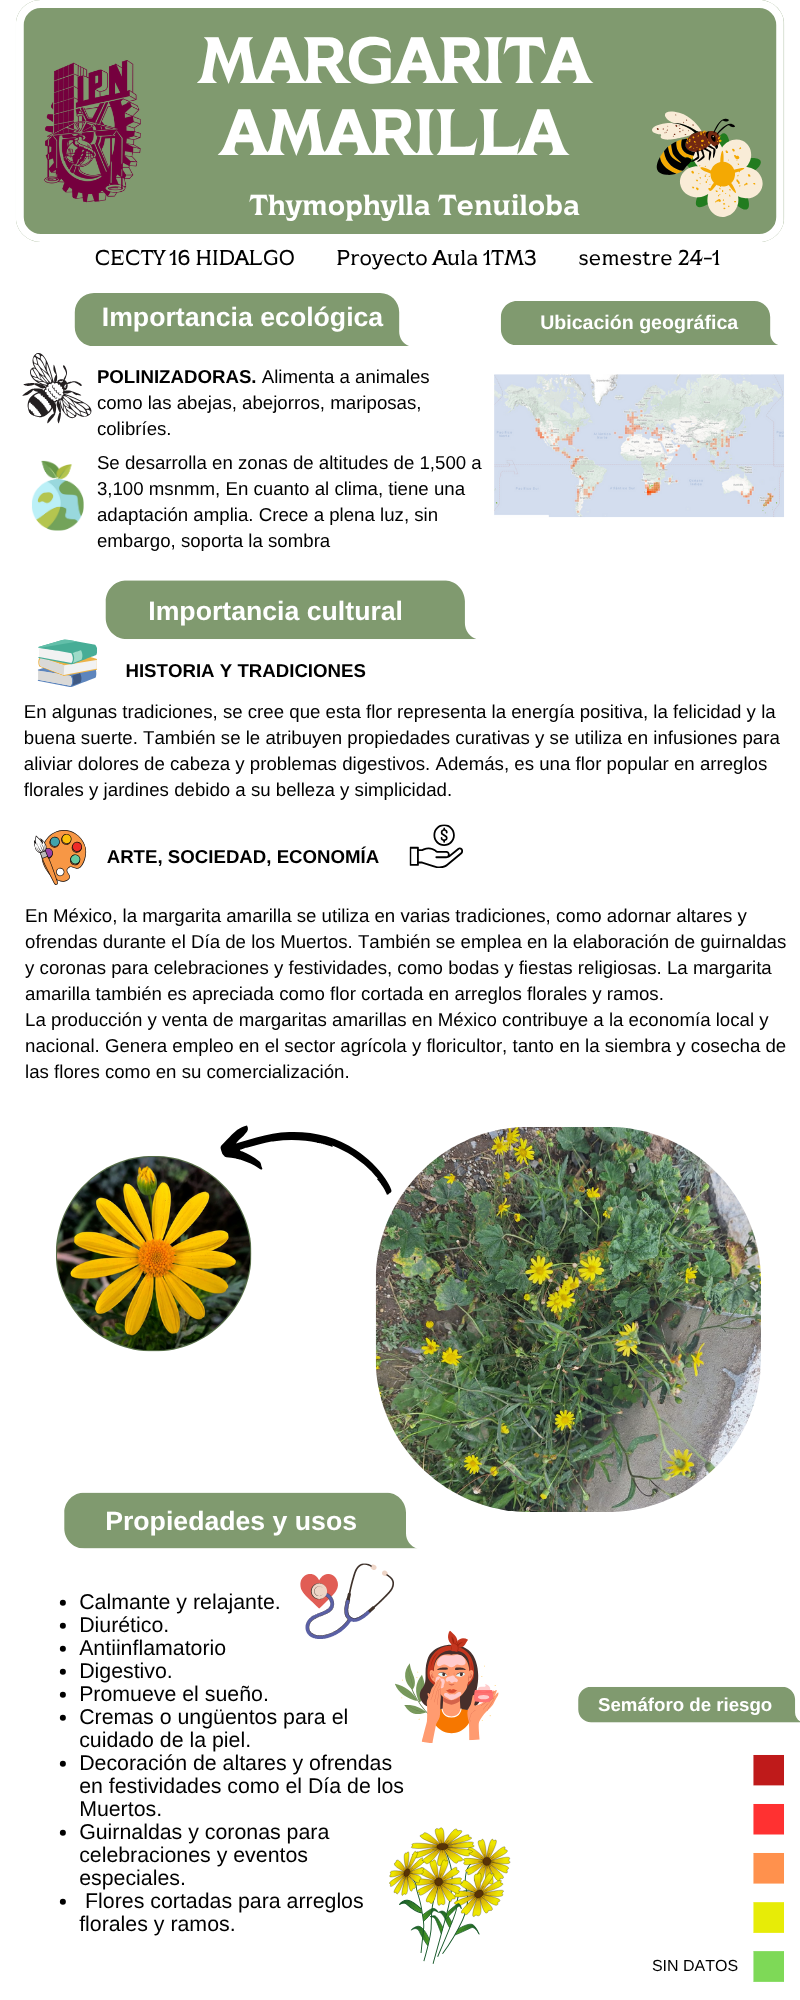 IPN
MARGARITA
AMARILLA
Thymophylla Tenuiloba
CECTY 16 HIDALGO Proyecto Aula 1TM3 semestre 24-1
Importancia ecológica
POLINIZADORAS. Alimenta a animales
como las abejas, abejorros, mariposas,
colibríes.
Se desarrolla en zonas de altitudes de 1,500 a
3,100 msnmm, En cuanto al clima, tiene una
adaptación amplia. Crece a plena luz, sin
embargo, soporta la sombra
Ubicación geográfica
Importancia cultural
HISTORIA Y TRADICIONES
En algunas tradiciones, se cree que esta flor representa la energía positiva, la felicidad y la
buena suerte. También se le atribuyen propiedades curativas y se utiliza en infusiones para
aliviar dolores de cabeza y problemas digestivos. Además, es una flor popular en arreglos
florales y jardines debido a su belleza y simplicidad.
ARTE, SOCIEDAD, ECONOMÍA
$
En México, la margarita amarilla se utiliza en varias tradiciones, como adornar altares y
ofrendas durante el Día de los Muertos. También se emplea en la elaboración de guirnaldas
y coronas para celebraciones y festividades, como bodas y fiestas religiosas. La margarita
amarilla también es apreciada como flor cortada en arreglos florales y ramos.
La producción y venta de margaritas amarillas en México contribuye a la economía local y
nacional. Genera empleo en el sector agrícola y floricultor, tanto en la siembra y cosecha de
las flores como en su comercialización.
Propiedades y usos
• Calmante y relajante.
• Diurético.
• Antiinflamatorio
• Digestivo.
• Promueve el sueño.
• Cremas o ungüentos para el
cuidado de la piel.
• Decoración de altares y ofrendas
en festividades como el Día de los
Muertos.
• Guirnaldas y coronas para
celebraciones y eventos
especiales.
• Flores cortadas para arreglos
florales y ramos.
Semáforo de riesgo
SIN DATOS